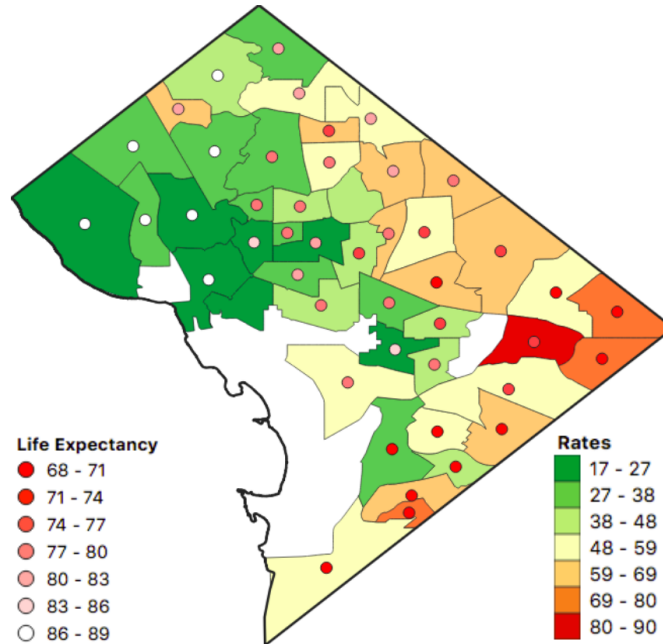 Life Expectancy
68 - 71
71 - 74
74 - 77
77 - 80
80 - 83
83 - 86
86 - 89
Rates
17 - 27
27 - 38
38 - 48
48 - 59
59 - 69
69 - 80
80 - 90